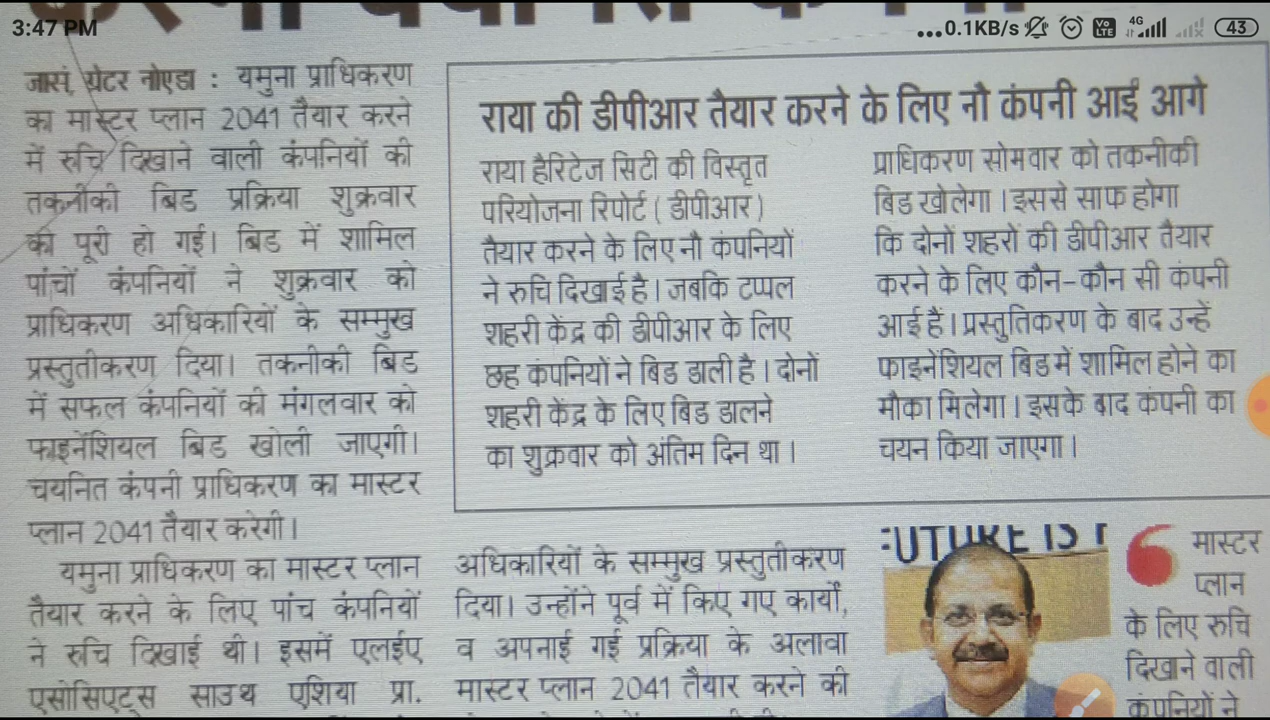 3:47 PM
...0.1KB/s
Vo
LTE
4G
43
जासं, ग्रेटर नोएडा : यमुना प्राधिकरण
का मास्टर प्लान 2041 तैयार करने
में रुचि दिखाने वाली कंपनियों की
तकनीकी बिड प्रक्रिया शुक्रवार
को पूरी हो गई। बिड में शामिल
पांचों कंपनियों ने शुक्रवार को
प्राधिकरण अधिकारियों के सम्मुख
प्रस्तुतीकरण दिया। तकनीकी बिड
में सफल कंपनियों की मंगलवार को
फाइनेंशियल बिड खोली जाएगी।
चयनित कंपनी प्राधिकरण का मास्टर
प्लान 2041 तैयार करेगी।
यमुना प्राधिकरण का मास्टर प्लान
तैयार करने के लिए पांच कंपनियों
ने रुचि दिखाई थी। इसमें एलईए
एसोसिएट्स साउथ एशिया प्रा.
राया की डीपीआर तैयार करने के लिए नौ कंपनी आईं आगे
राया हैरिटेज सिटी की विस्तृत
परियोजना रिपोर्ट ( डीपीआर )
तैयार करने के लिए नौ कंपनियों
ने रुचि दिखाई है। जबकि टप्पल
शहरी केंद्र की डीपीआर के लिए
छह कंपनियों ने बिड डाली है। दोनों
शहरी केंद्र के लिए बिड डालने
का शुक्रवार को अंतिम दिन था।
प्राधिकरण सोमवार को तकनीकी
बिड खोलेगा। इससे साफ होगा
कि दोनों शहरों की डीपीआर तैयार
करने के लिए कौन-कौन सी कंपनी
आई हैं। प्रस्तुतिकरण के बाद उन्हें
फाइनेंशियल बिड में शामिल होने का
मौका मिलेगा। इसके बाद कंपनी का
चयन किया जाएगा।
अधिकारियों के सम्मुख प्रस्तुतीकरण
दिया। उन्होंने पूर्व में किए गए कार्यों,
व अपनाई गई प्रक्रिया के अलावा
मास्टर प्लान 2041 तैयार करने की
FUTURE IS
मास्टर
प्लान
के लिए रुचि
दिखाने वाली
कंपनियों ने